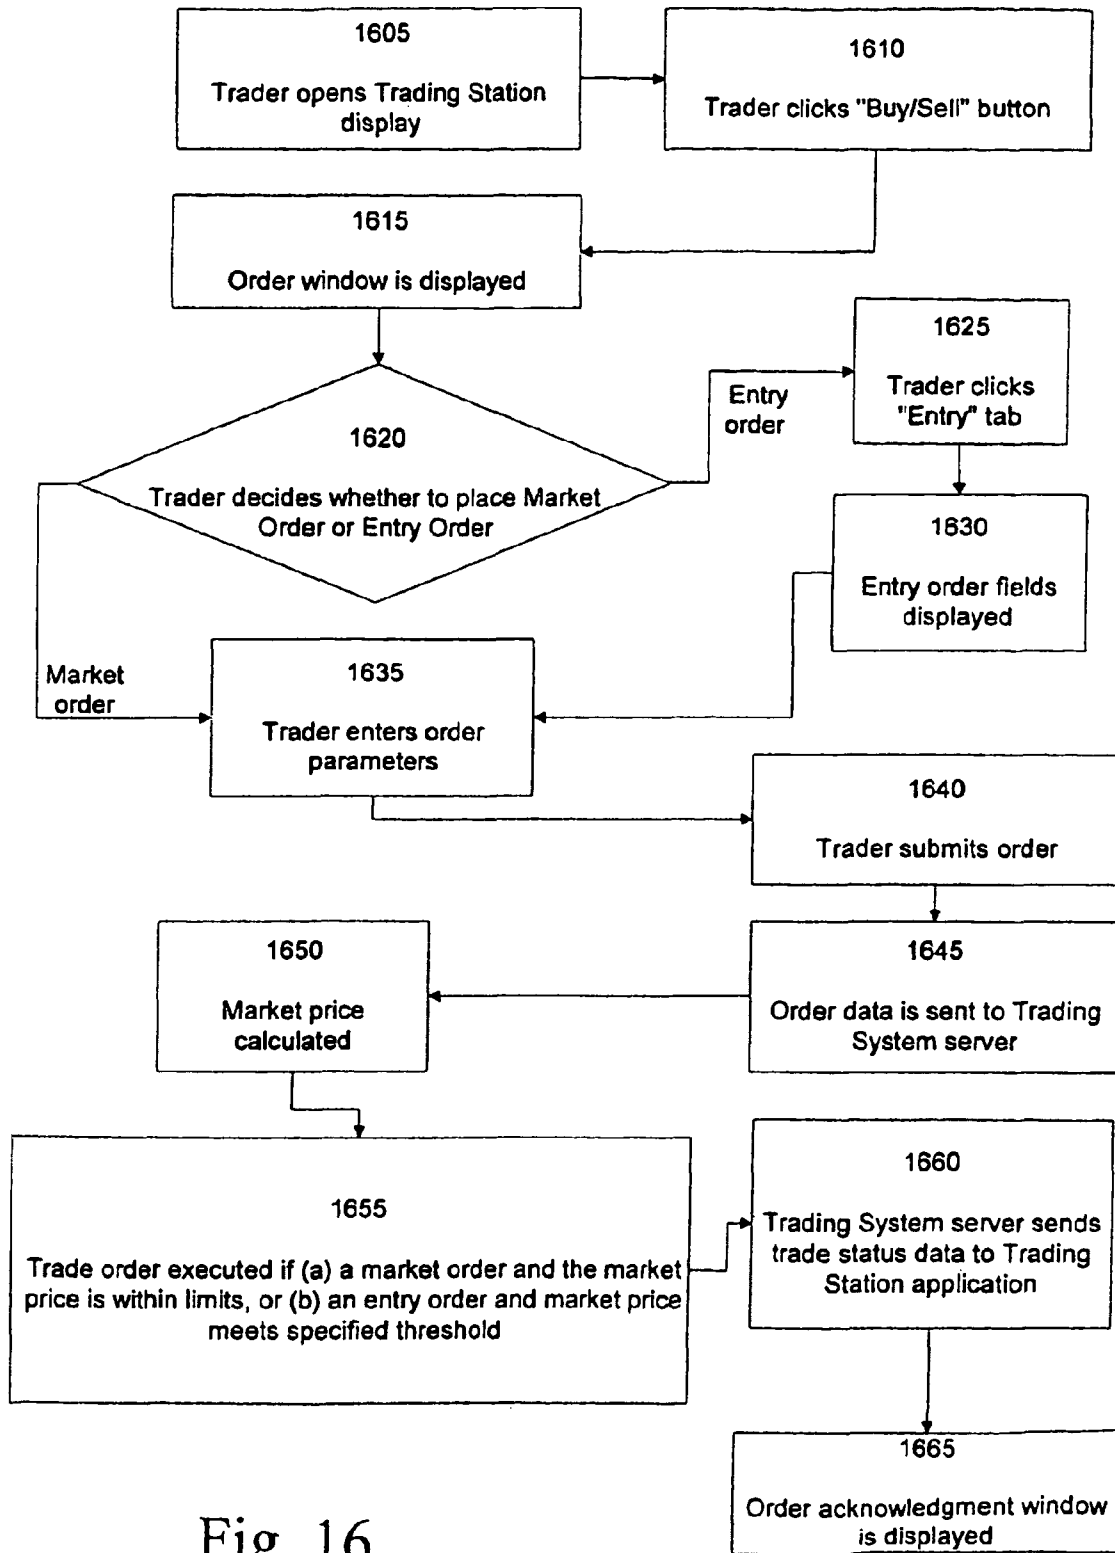 1605
Trader opens Trading Station
display
1610
Trader clicks "Buy/Sell" button
1615
Order window is displayed
1620
Trader decides whether to place Market
Order or Entry Order
Entry
order
1625
Trader clicks
"Entry" tab
1630
Entry order fields
displayed
Market
order
1635
Trader enters order
parameters
1640
Trader submits order
1645
Order data is sent to Trading
System server
1650
Market price
calculated
1655
Trade order executed if (a) a market order and the market
price is within limits, or (b) an entry order and market price
meets specified threshold
1660
Trading System server sends
trade status data to Trading
Station application
1665
Order acknowledgment window
is displayed
Fig. 16